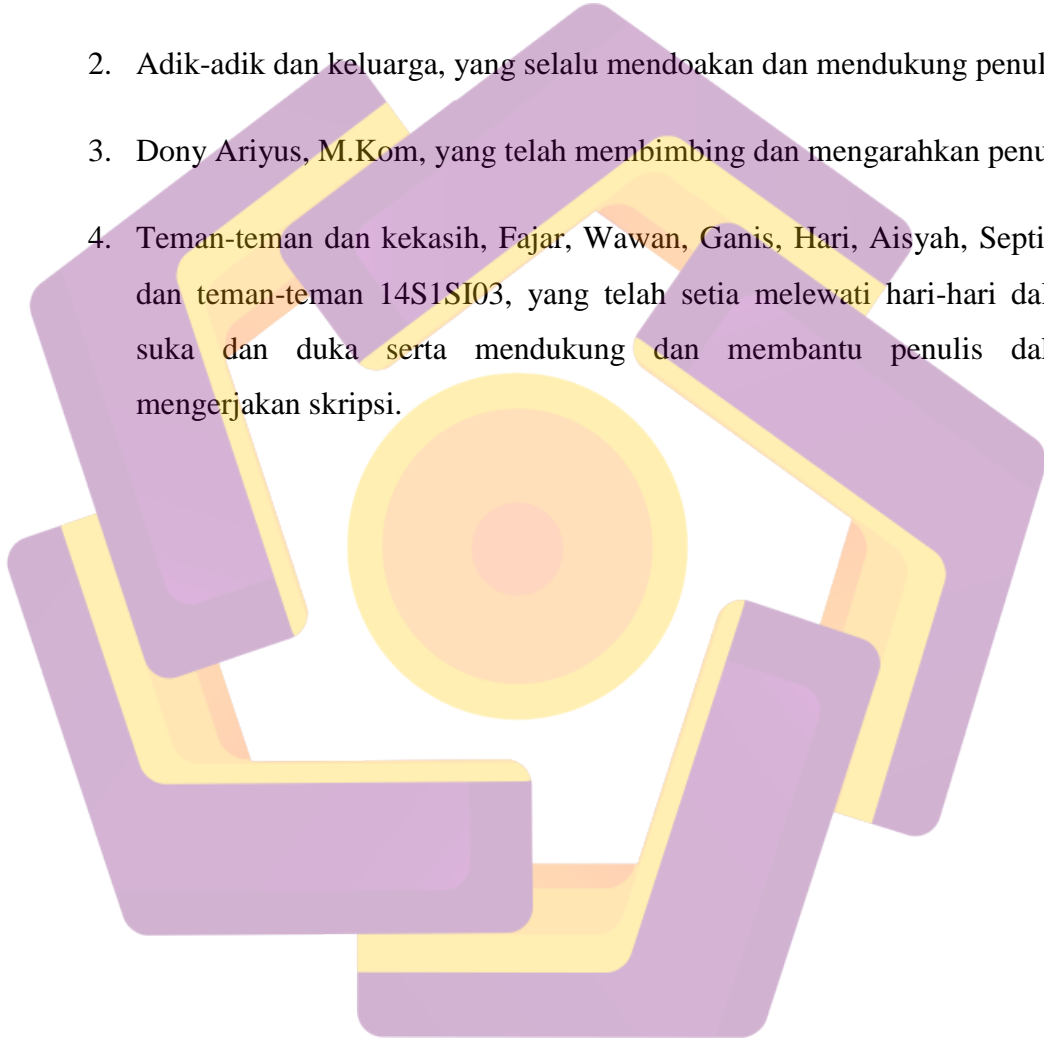 2. Adik-adik dan keluarga, yang selalu mendoakan dan mendukung penul
3. Dony Ariyus, M.Kom, yang telah membimbing dan mengarahkan penu
4. Teman-teman dan kekasih, Fajar, Wawan, Ganis, Hari, Aisyah, Septi
dan teman-teman 14S1SI03, yang telah setia melewati hari-hari dal
suka dan duka serta mendukung dan membantu penulis dal
mengerjakan skripsi.